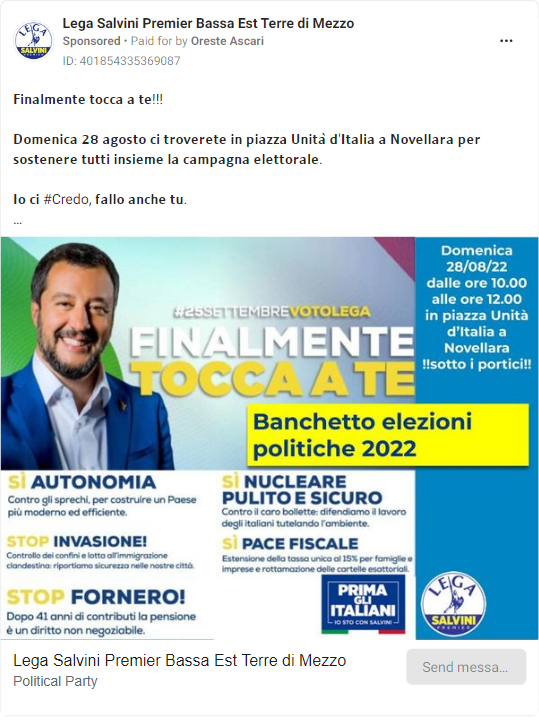 Lega Salvini Premier Bassa Est Terre di Mezzo
Sponsored • Paid for by Oreste Ascari
ID: 401854335369087
Finalmente tocca a te!!!
Domenica 28 agosto ci troverete in piazza Unità d'Italia a Novellara per
sostenere tutti insieme la campagna elettorale.
Io ci #Credo, fallo anche tu.
...
#25SETTEMBREVOTOLEGA
FINALMENTE
TOCCA A TE
Domenica
28/08/22
dalle ore 10.00
alle ore 12.00
in piazza Unità
d'Italia a
Novellara
!!sotto i portici!!
Banchetto elezioni
politiche 2022
SÌ AUTONOMIA
Contro gli sprechi, per costruire un Paese
più moderno ed efficiente.
STOP INVASIONE!
Controllo dei confini e lotta all'immigrazione
clandestina: riportiamo sicurezza nelle nostre città.
STOP FORNERO!
Dopo 41 anni di contributi la pensione
è un diritto non negoziabile.
SÌ NUCLEARE
PULITO E SICURO
Contro il caro bollette: difendiamo il lavoro
degli italiani tutelando l'ambiente.
SÌ PACE FISCALE
Estensione della tassa unica al 15% per famiglie e
imprese e rottamazione delle cartelle esattoriali.
PRIMA
GLI
ITALIANI
IO STO CON SALVINI
LEGA
SALVINI
PREMIER
Lega Salvini Premier Bassa Est Terre di Mezzo
Political Party
Send messa...